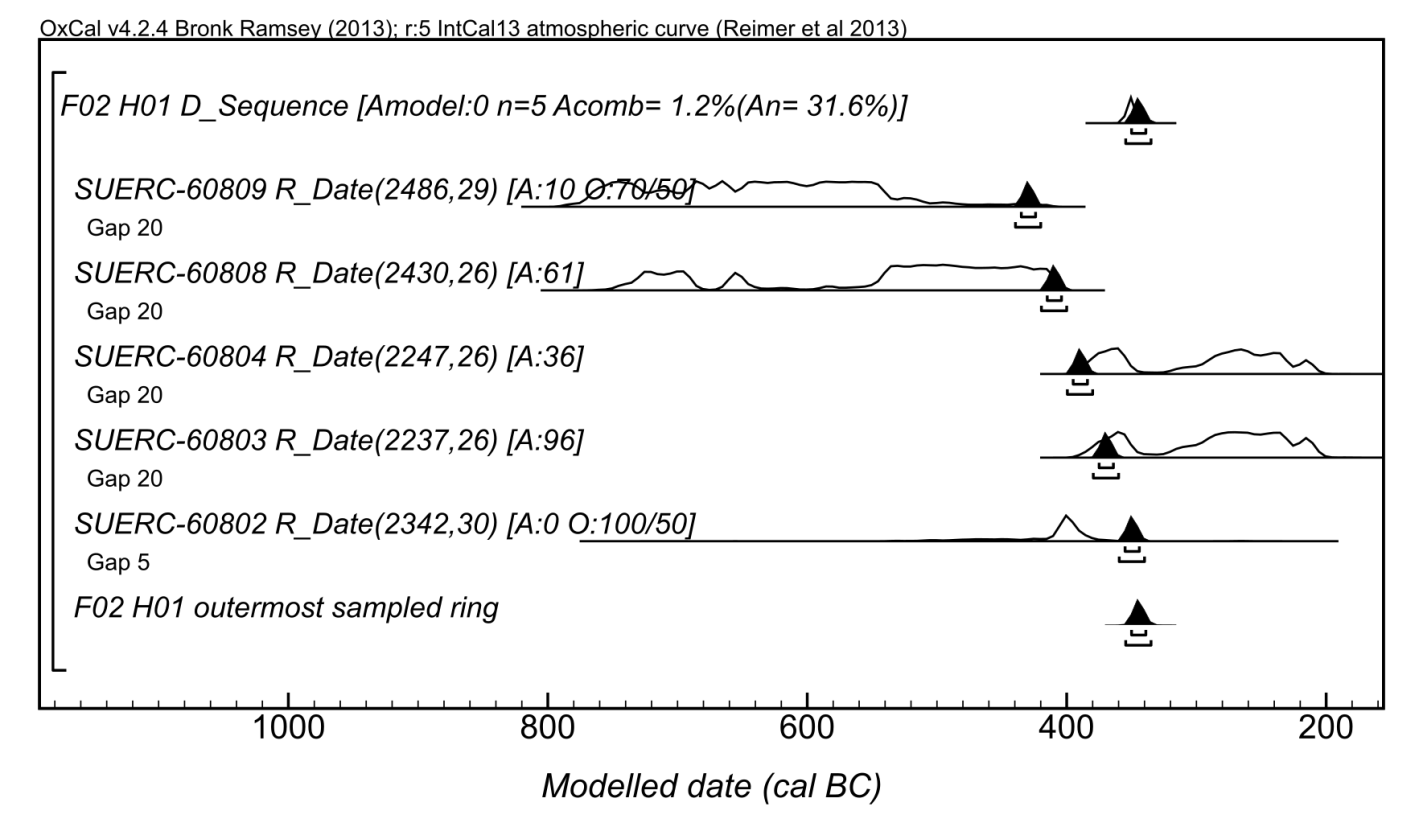 OxCal v4.2.4 Bronk Ramsey (2013); r:5 IntCal13 atmospheric curve (Reimer et al 2013)
F02 H01 D_Sequence [Amodel:0 n=5 Acomb= 1.2%(An= 31.6%)]
SUERC-60809 R_Date(2486,29) [A:10 O:70/50]
Gap 20
SUERC-60808 R_Date(2430,26) [A:61]
Gap 20
SUERC-60804 R_Date(2247,26) [A:36]
Gap 20
SUERC-60803 R_Date(2237,26) [A:96]
Gap 20
SUERC-60802 R_Date(2342,30) [A:0 O:100/50]
Gap 5
F02 H01 outermost sampled ring
1000 800 600 400 200
Modelled date (cal BC)